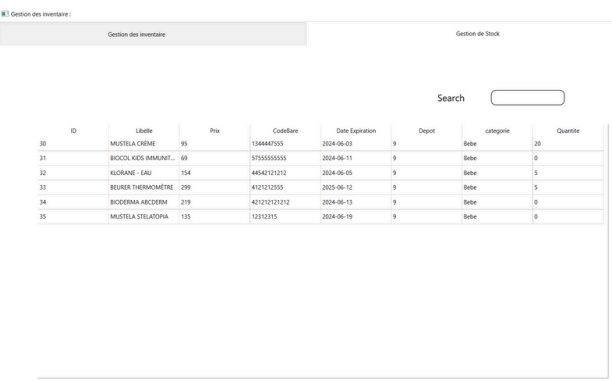 Gestion des inventaire :
Gestion des inventaire Gestion de Stock
Search
ID Libelle Prix CodeBare Date Expiration Depot categorie Quantite
30 MUSTELA CRÈME 95 1344447555 2024-06-03 9 Bebe 20
31 BIOCOL KIDS IMMUNIT... 69 57555555555 2024-06-11 9 Bebe 0
32 KLORANE - EAU 154 44542121212 2024-06-05 9 Bebe 5
33 BEURER THERMOMÈTRE 299 4121212555 2025-06-12 9 Bebe 5
34 BIODERMA ABCDERM 219 421212121212 2024-06-13 9 Bebe 0
35 MUSTELA STELATOPIA 135 12312315 2024-06-19 9 Bebe 0